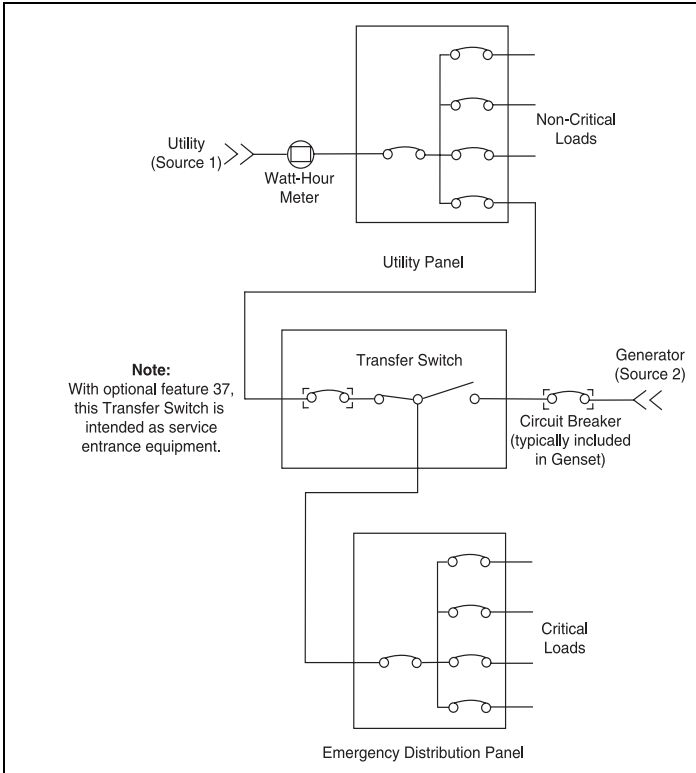 Utility
(Source 1)
Watt-Hour
Meter
Non-Critical
Loads
Utility Panel
Note:
With optional feature 37,
this Transfer Switch is
intended as service
entrance equipment.
Transfer Switch
Generator
(Source 2)
Circuit Breaker
(typically included
in Genset)
Critical
Loads
Emergency Distribution Panel